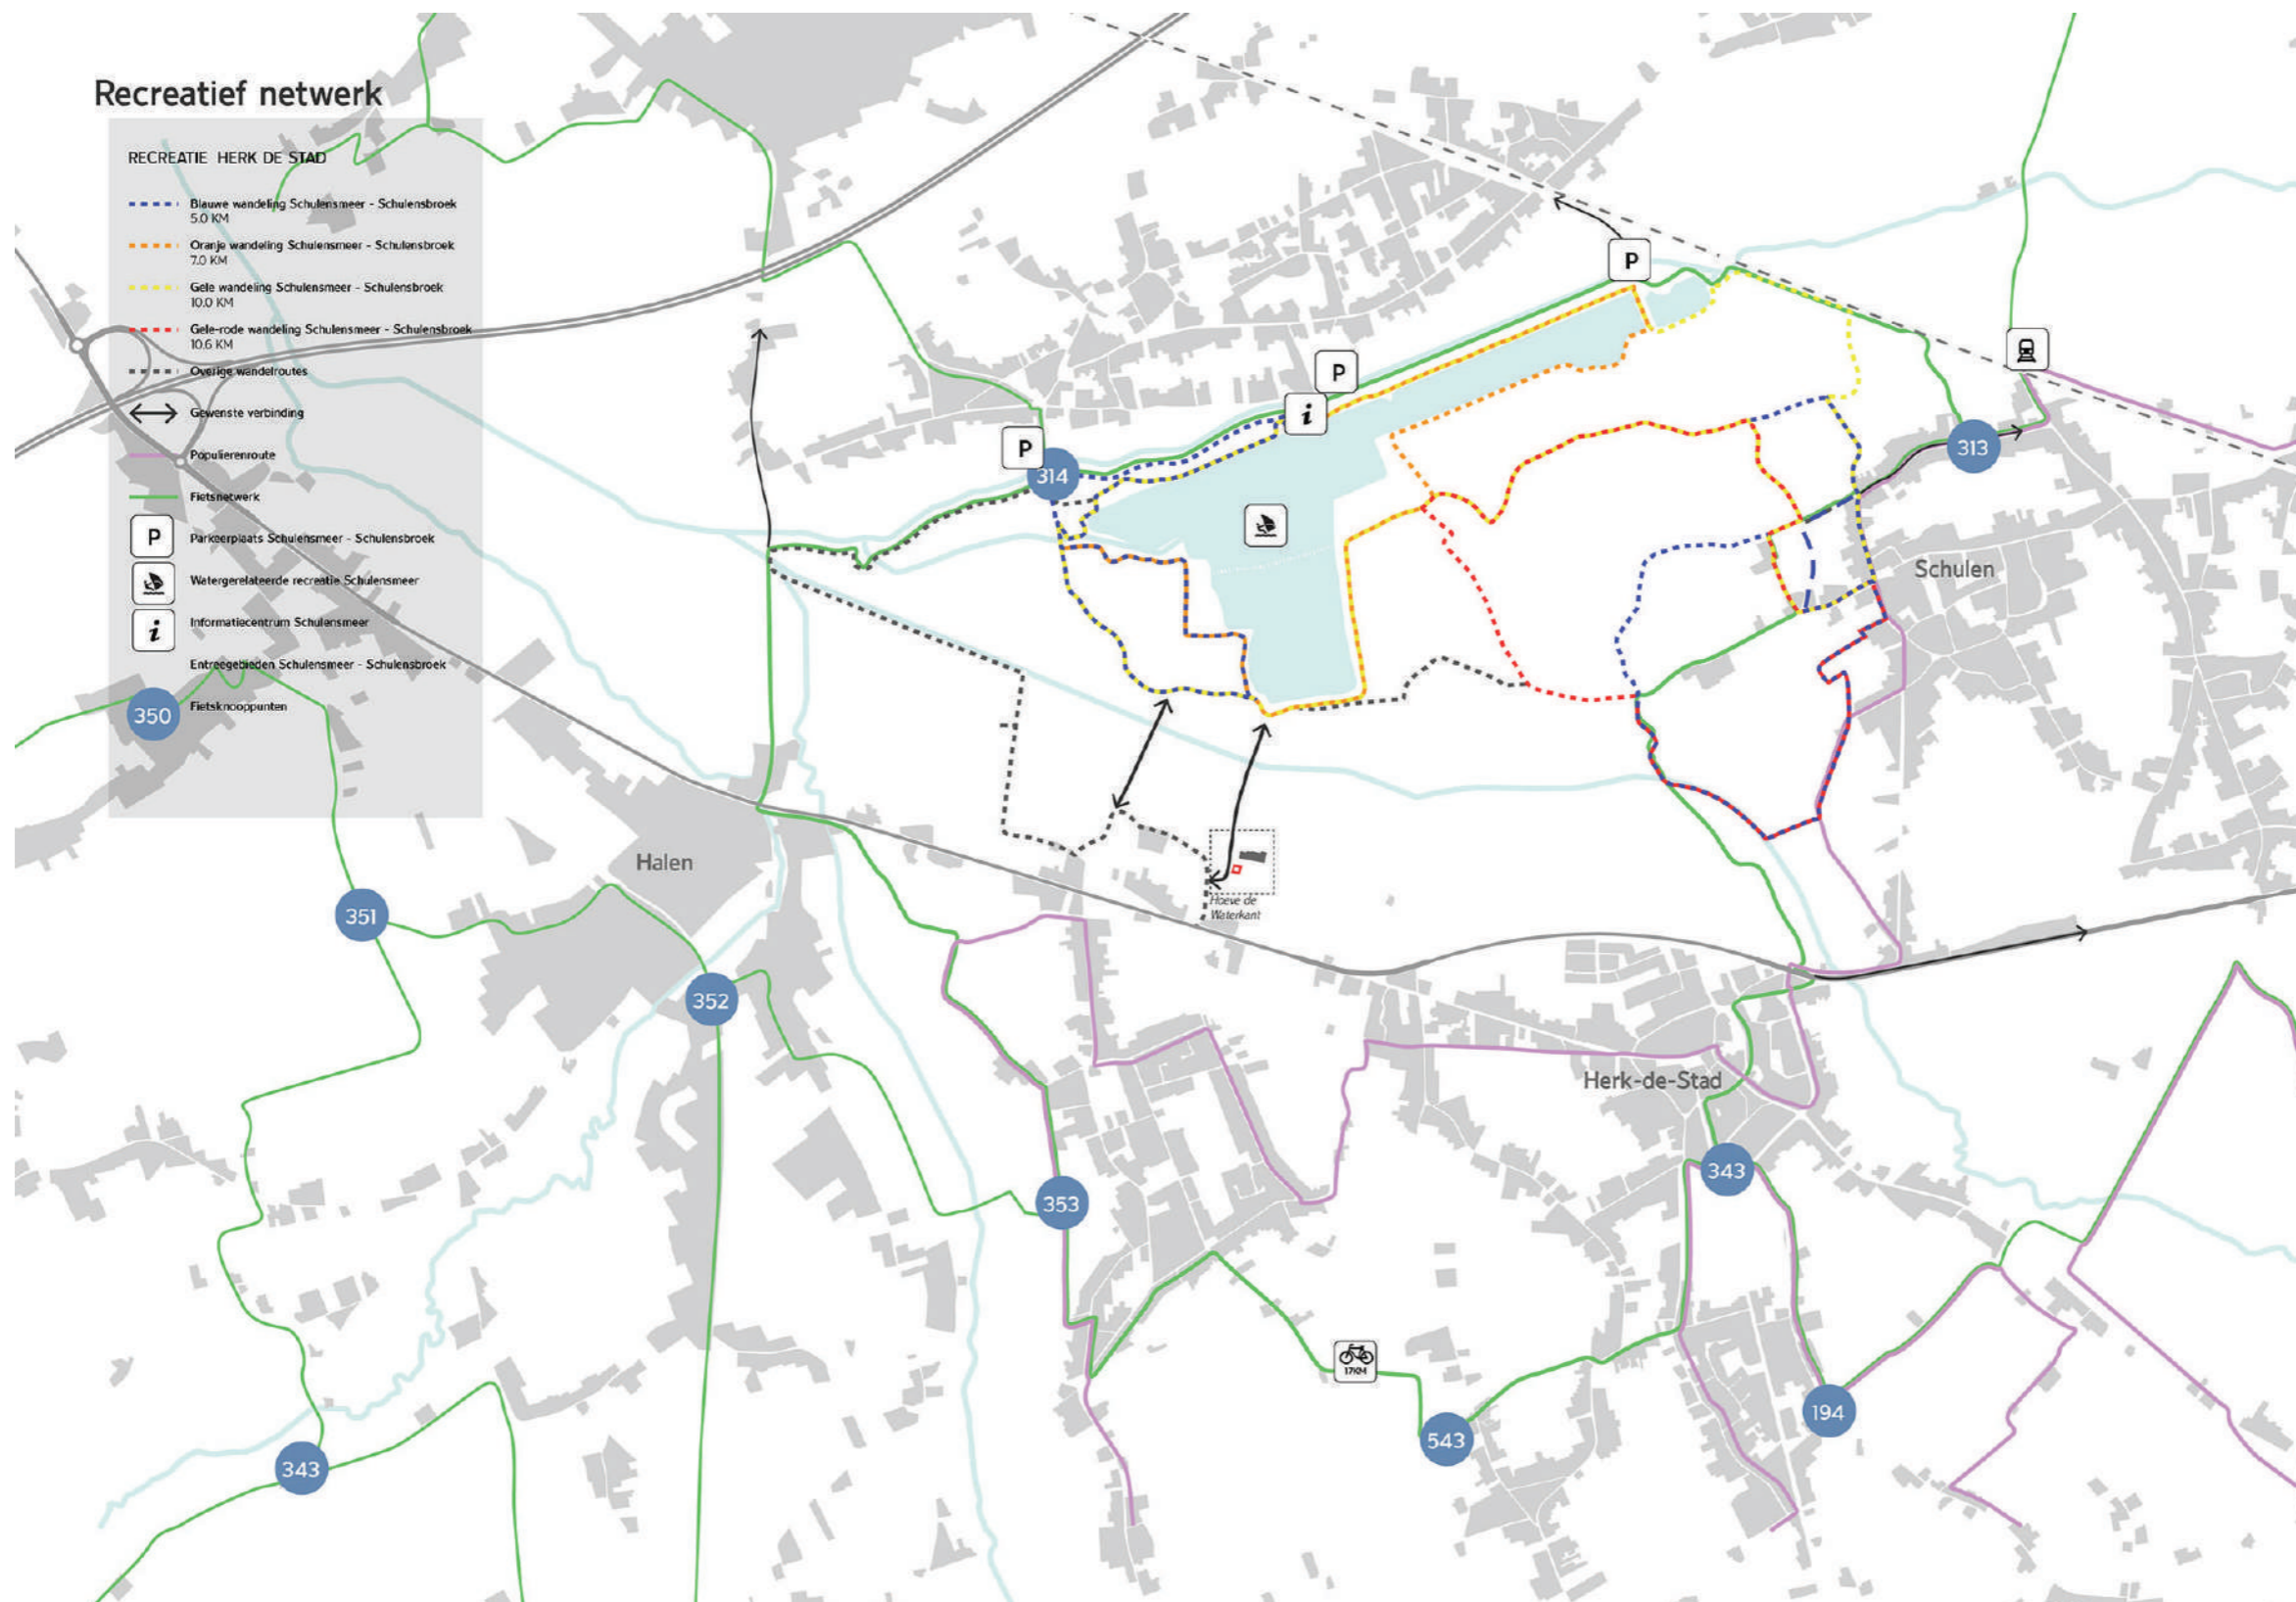 Recreatief netwerk
RECREATIE HERK DE STAD
Blauwe wandeling Schulensmeer - Schulensbroek
5.0 KM
Oranje wandeling Schulensmeer - Schulensbroek
7.0 KM
Gele wandeling Schulensmeer - Schulensbroek
10.0 KM
Gele-rode wandeling Schulensmeer - Schulensbroek
10.6 KM
Overige wandelroutes
Gewenste verbinding
Populierenroute
Fietsnetwerk
P
Parkeerplaats Schulensmeer - Schulensbroek
Watergerelateerde recreatie Schulensmeer
i
Informatiecentrum Schulensmeer
Entreegebieden Schulensmeer - Schulensbroek
350
Fietsknooppunten
P
P
i
P
314
313
Schulen
Halen
Hoeve de
Waterkant
351
352
Herk-de-Stad
343
353
17KM
194
543
343